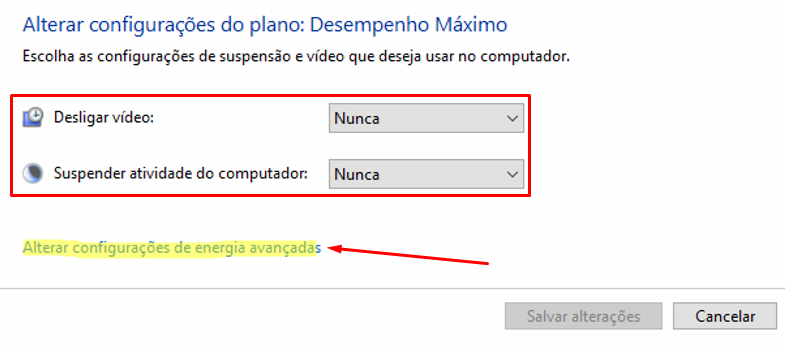 Alterar configurações do plano: Desempenho Máximo
Escolha as configurações de suspensão e vídeo que deseja usar no computador.
Desligar vídeo: Nunca
Suspender atividade do computador: Nunca
Alterar configurações de energia avançadas
Salvar alterações Cancelar